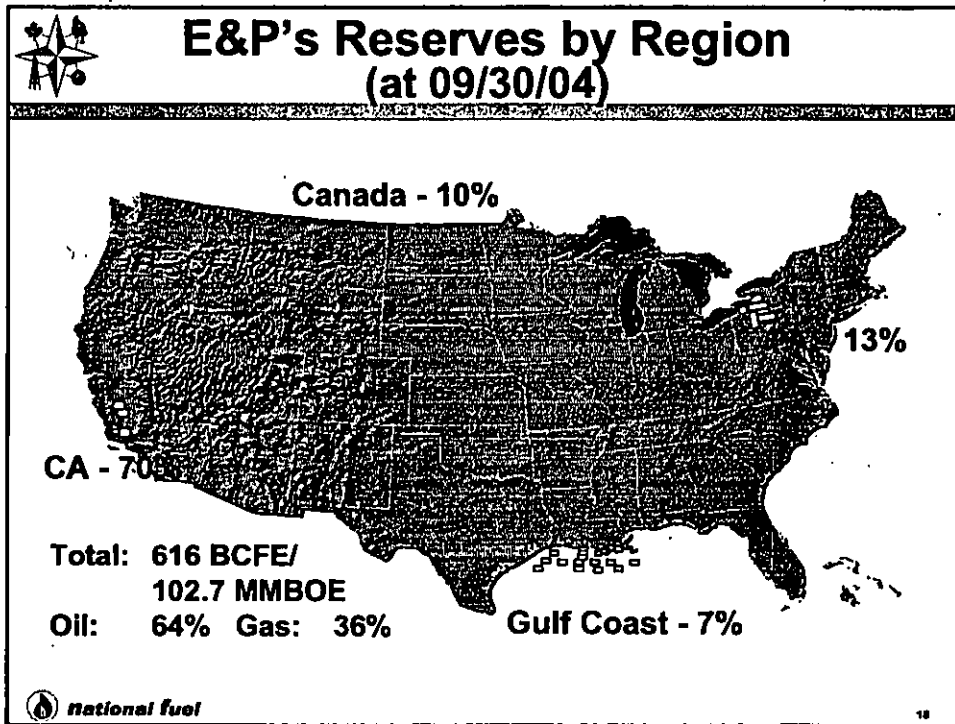 E&P's Reserves by Region
(at 09/30/04)
Canada - 10%
13%
CA - 70
Total: 616 BCFE/
102.7 MMBOE
Oil: 64% Gas: 36%
Gulf Coast - 7%
national fuel
18